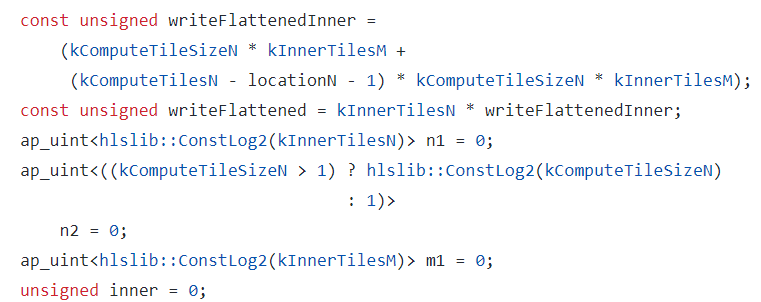 const unsigned writeFlattenedInner =
    (kComputeTileSizeN * kInnerTilesM +
     (kComputeTilesN - locationN - 1) * kComputeTileSizeN * kInnerTilesM);
const unsigned writeFlattened = kInnerTilesN * writeFlattenedInner;
ap_uint<hlslib::ConstLog2(kInnerTilesN)> n1 = 0;
ap_uint<((kComputeTileSizeN > 1) ? hlslib::ConstLog2(kComputeTileSizeN)
                                 : 1)>
    n2 = 0;
ap_uint<hlslib::ConstLog2(kInnerTilesM)> m1 = 0;
unsigned inner = 0;